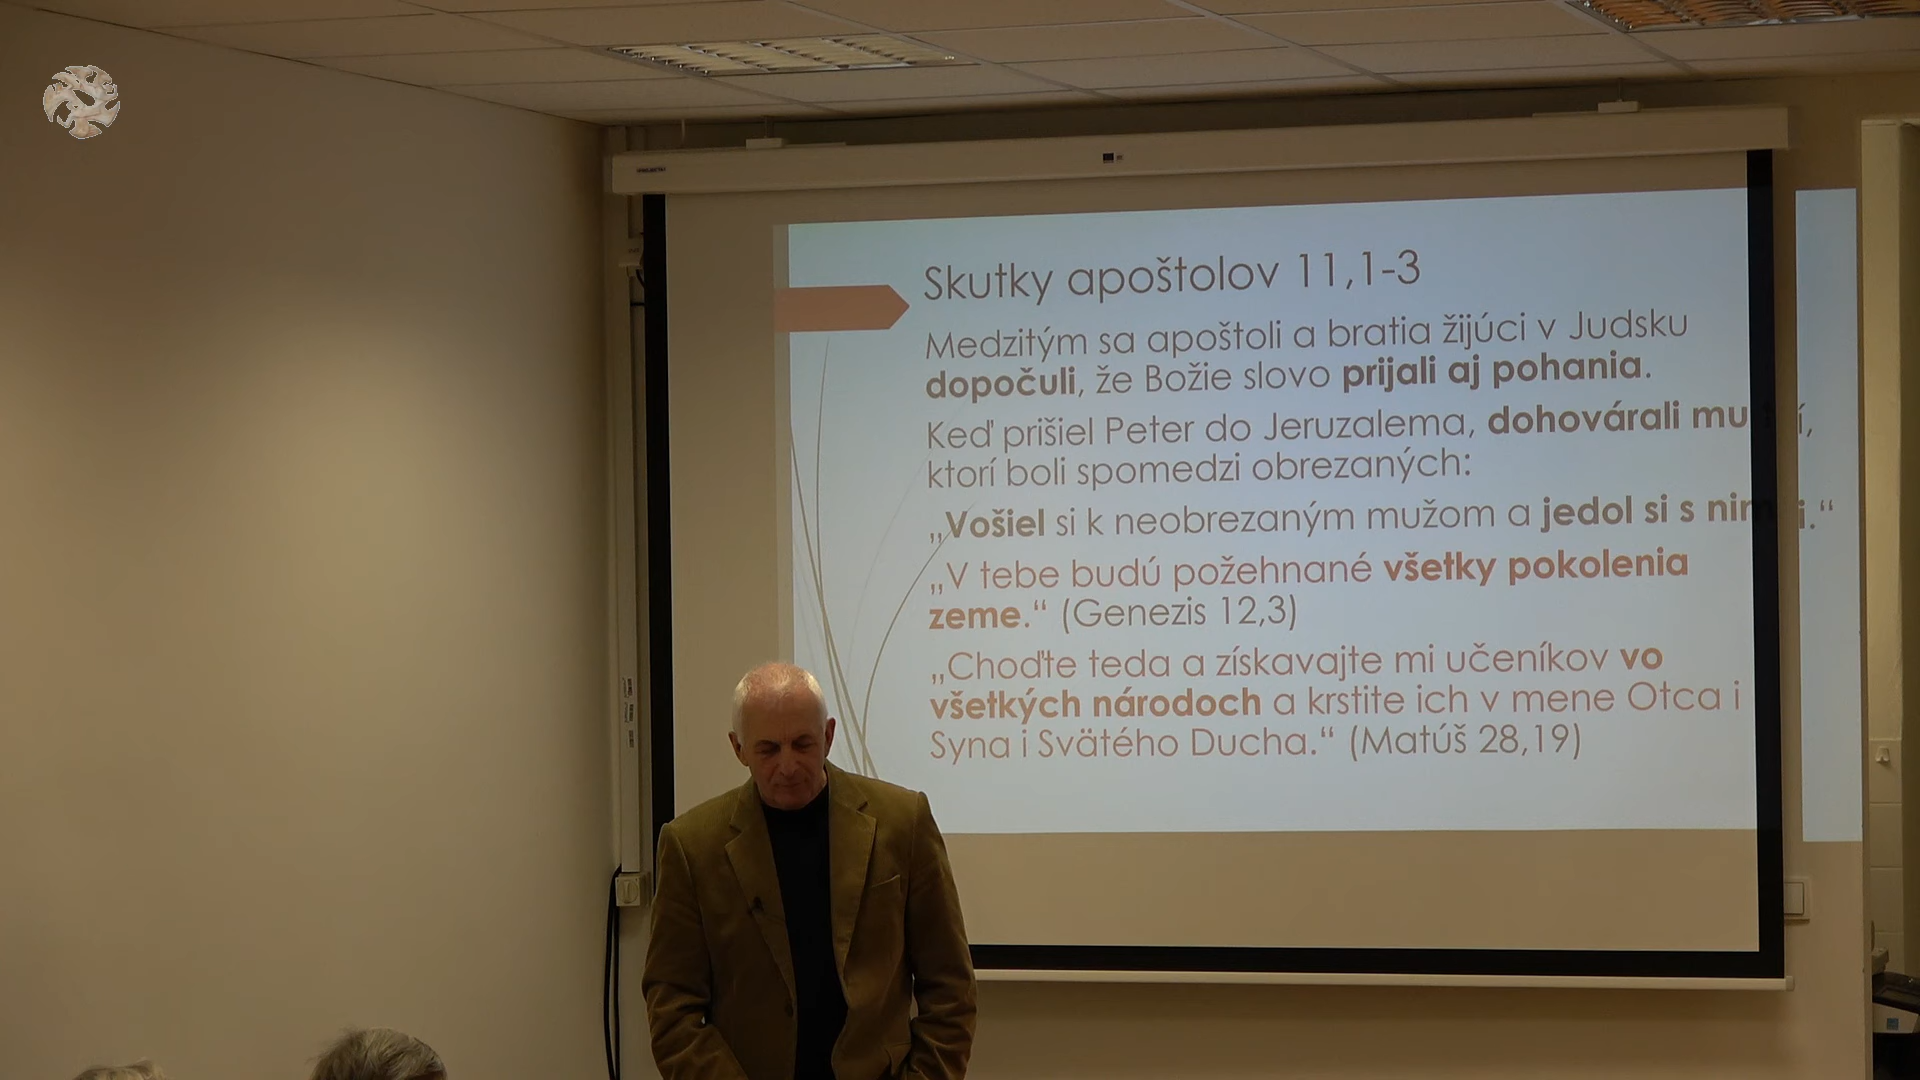 Skutky apoštolov 11,1-3
Medzitým sa apoštoli a bratia žijúci v Judsku
dopočuli, že Božie slovo prijali aj pohania.
Keď prišiel Peter do Jeruzalema, dohovárali mu
ktorí boli spomedzi obrezaných:
„Vošiel si k neobrezaným mužom a jedol si s nimi.“
„V tebe budú požehnané všetky pokolenia
zeme.“ (Genezis 12,3)
„Choďte teda a získavajte mi učeníkov vo
všetkých národoch a krstite ich v mene Otca i
Syna i Svätého Ducha.“ (Matúš 28,19)